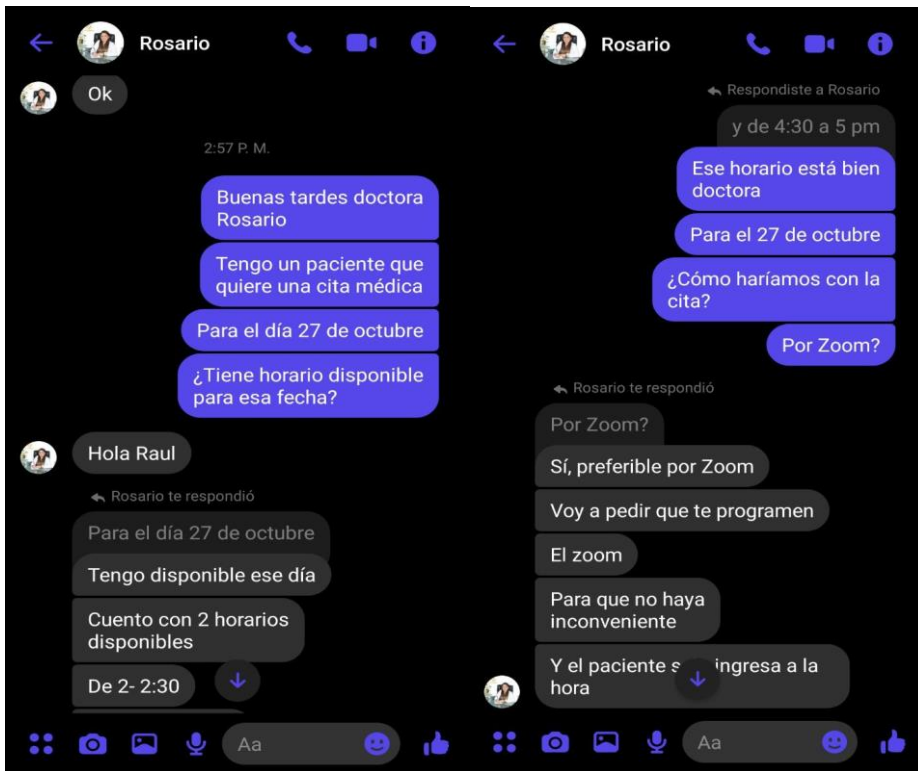 Rosario
Ok
2:57 P. M.
Buenas tardes doctora
Rosario
Tengo un paciente que
quiere una cita médica
Para el día 27 de octubre
¿Tiene horario disponible
para esa fecha?
Hola Raul
Rosario te respondió
Para el día 27 de octubre
Tengo disponible ese día
Cuento con 2 horarios
disponibles
De 2- 2:30
Aa
Rosario
Respondiste a Rosario
y de 4:30 a 5 pm
Ese horario está bien
doctora
Para el 27 de octubre
¿Cómo haríamos con la
cita?
Por Zoom?
Rosario te respondió
Por Zoom?
Sí, preferible por Zoom
Voy a pedir que te programen
El zoom
Para que no haya
inconveniente
Y el paciente ingresa a la
hora
Aa